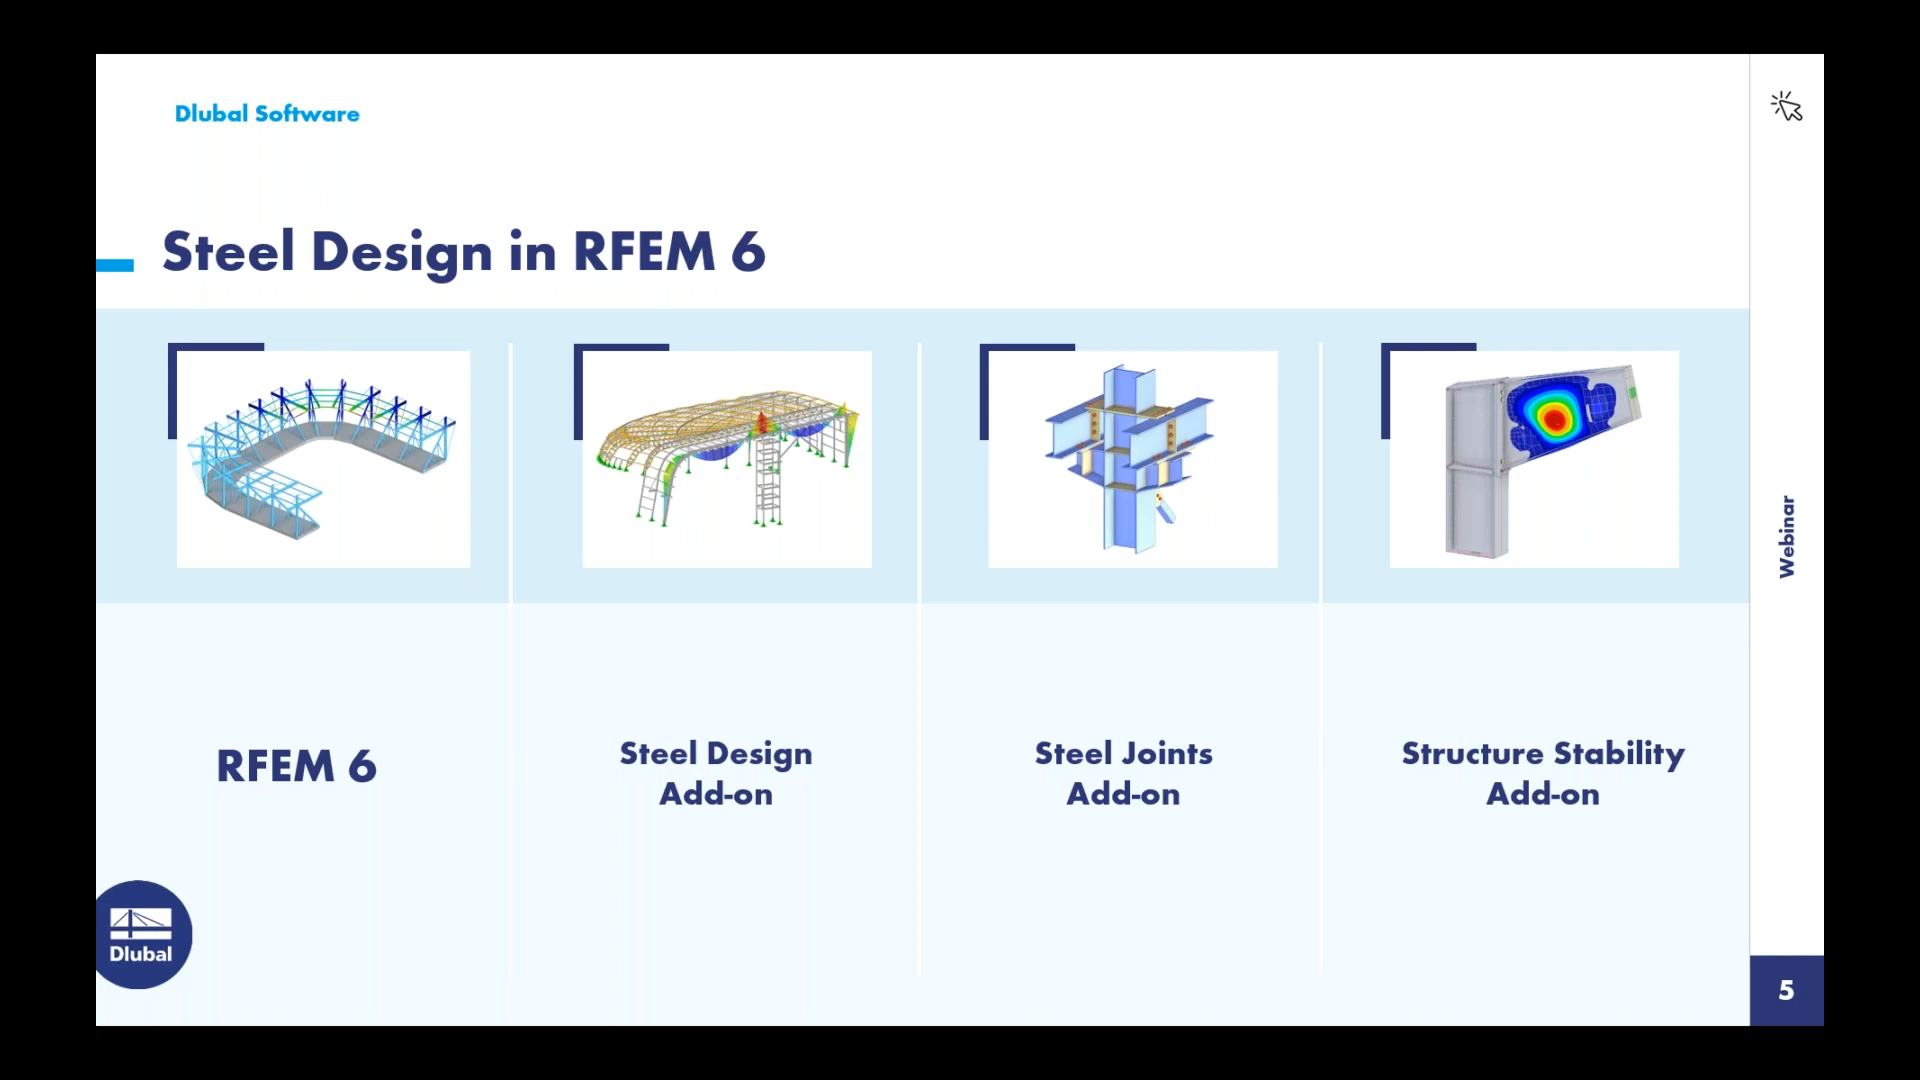 Dlubal Software
Steel Design in RFEM 6
RFEM 6
Steel Design
Add-on
Steel Joints
Add-on
Structure Stability
Add-on
Webinar
Dlubal
5